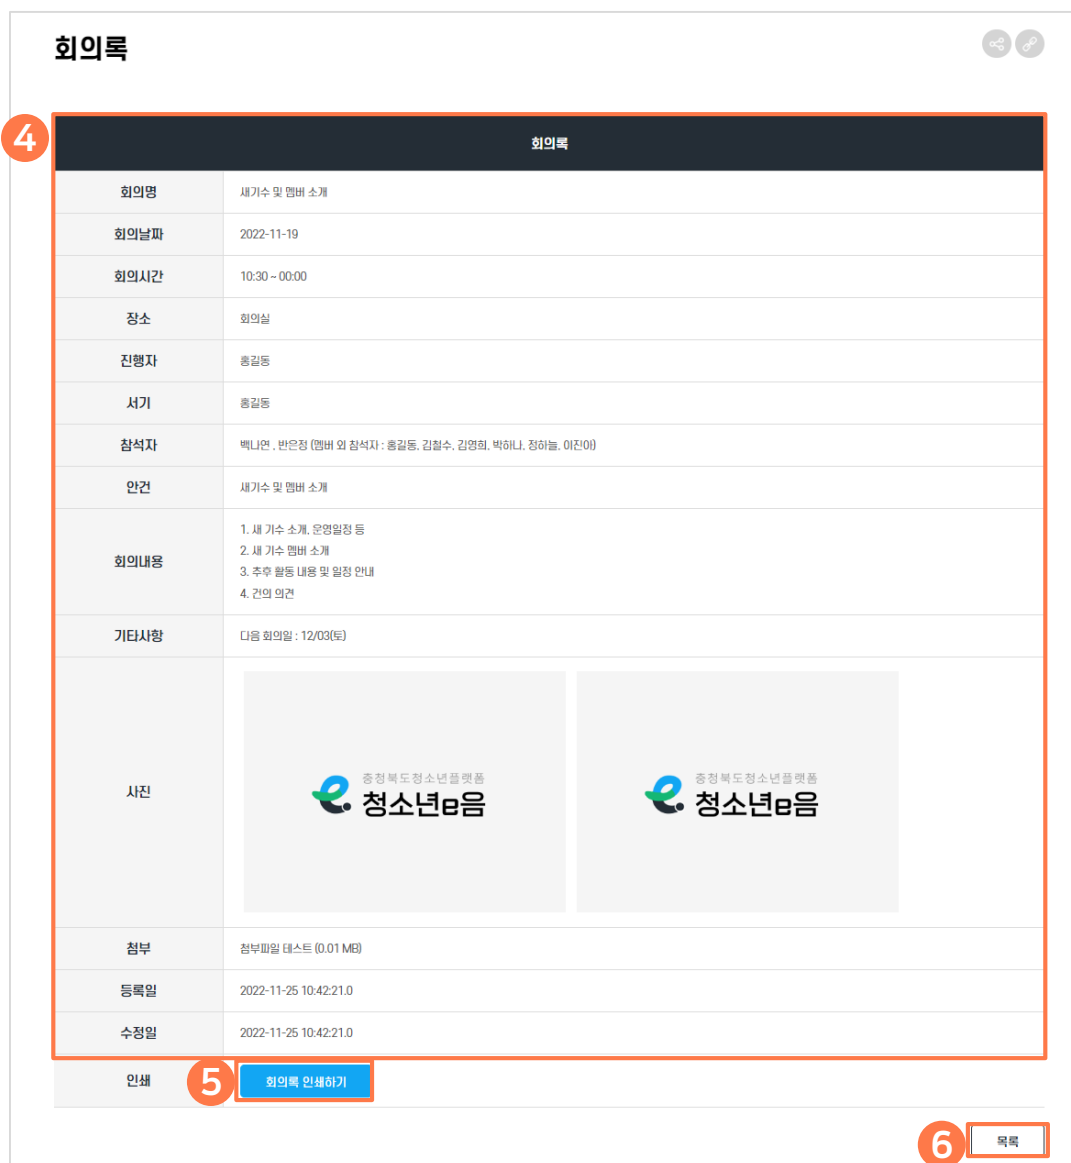 회의록
4
회의록
회의명 새기수 및 멤버 소개
회의날짜 2022-11-19
회의시간 10:30 ~ 00:00
장소 회의실
진행자 홍길동
서기 홍길동
참석자 백나연 , 반은정 (멤버 외 참석자 : 홍길동, 김철수, 김영희, 박하나, 정하늘, 이진아)
안건 새기수 및 멤버 소개
회의내용
1. 새 기수 소개, 운영일정 등
2. 새 기수 멤버 소개
3. 추후 활동 내용 및 일정 안내
4. 건의 의견
기타사항 다음 회의일 : 12/03(토)
사진
충청북도청소년플랫폼
청소년e음
충청북도청소년플랫폼
청소년e음
첨부 첨부파일 테스트 (0.01 MB)
등록일 2022-11-25 10:42:21.0
수정일 2022-11-25 10:42:21.0
인쇄 5 회의록 인쇄하기
6 목록